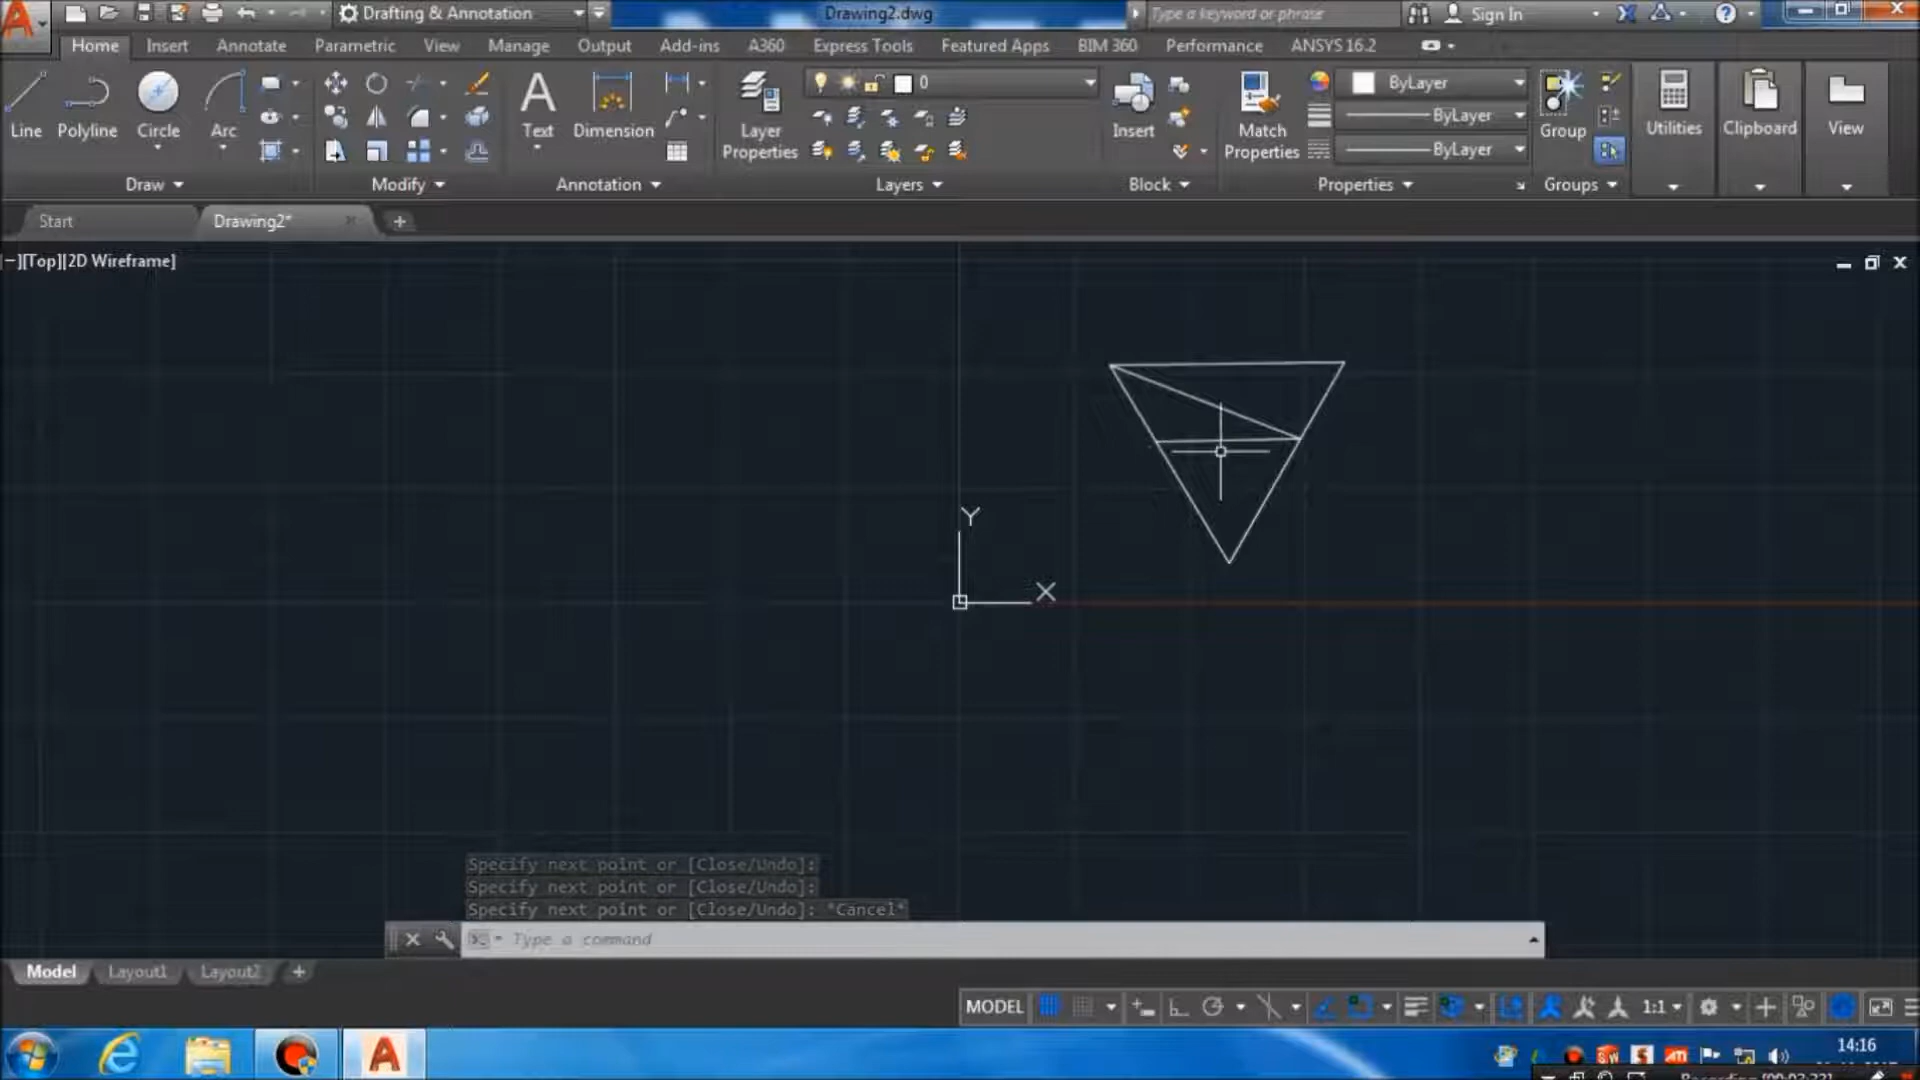 Drafting & Annotation
Drawing2.dwg
Type a keyword or phrase
Sign In
Home Insert Annotate Parametric View Manage Output Add-ins A360 Express Tools Featured Apps BIM 360 Performance ANSYS 16.2
0
ByLayer
ByLayer
ByLayer
Line Polyline Circle Arc
Text Dimension
Layer Properties
Insert
Match Properties
Group
Utilities Clipboard View
Draw Modify Annotation Layers Block Properties Groups
Start Drawing2*
[−][Top][2D Wireframe]
Y
X
Specify next point or [Close/Undo]:
Specify next point or [Close/Undo]:
Specify next point or [Close/Undo]: *Cancel*
Type a command
Model Layout1 Layout2 +
MODEL 1:1
14:16